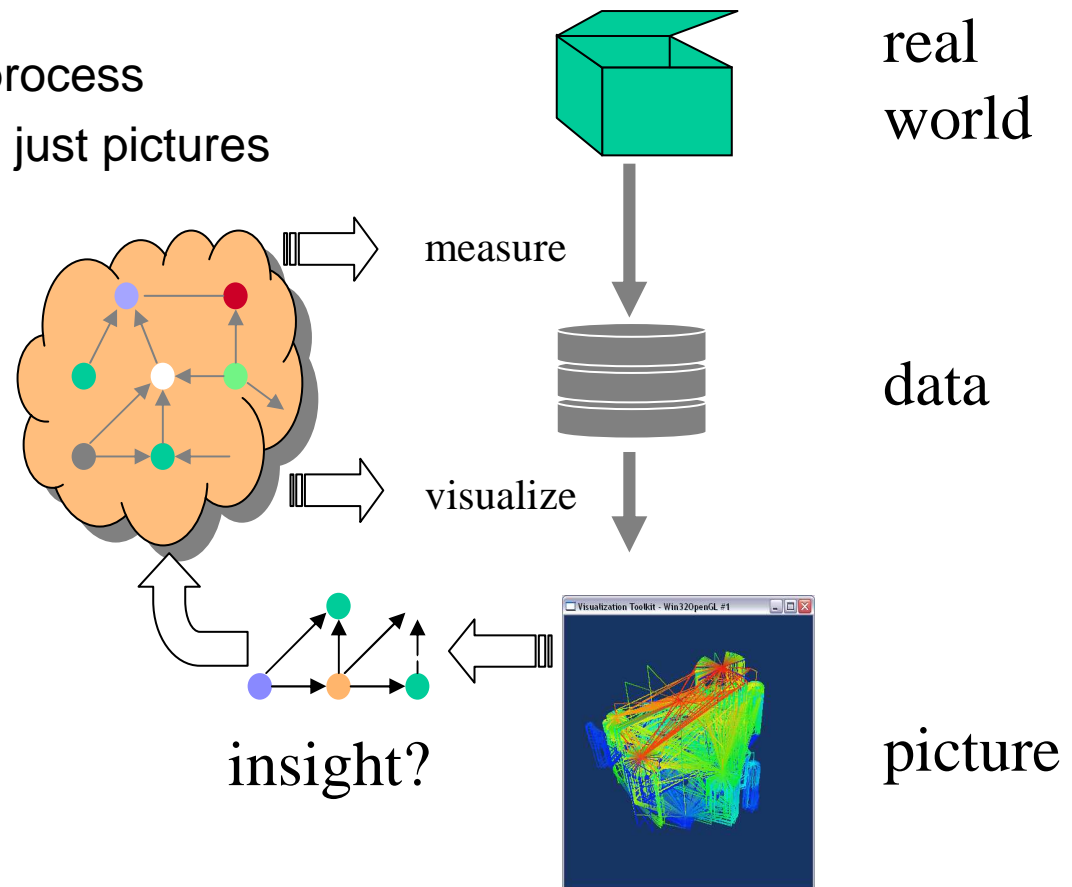 process
just pictures
real
world
measure
data
visualize
Visualization Toolkit - Win32OpenGL #1
insight?
picture